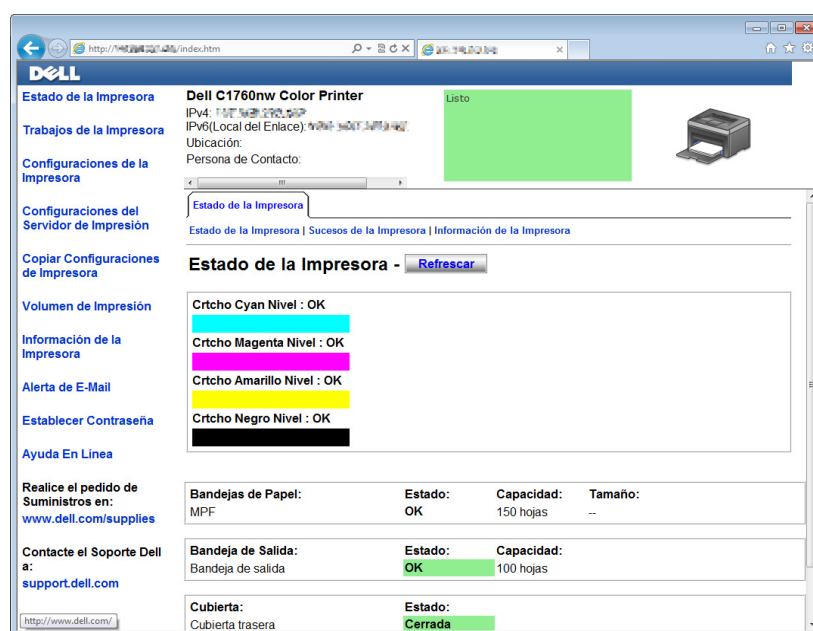 http://
/index.htm
DELL
Estado de la Impresora
Trabajos de la Impresora
Configuraciones de la
Impresora
Configuraciones del
Servidor de Impresión
Copiar Configuraciones
de Impresora
Volumen de Impresión
Información de la
Impresora
Alerta de E-Mail
Establecer Contraseña
Ayuda En Linea
Realice el pedido de
Suministros en:
www.dell.com/supplies
Contacte el Soporte Dell
a:
support.dell.com
http://www.dell.com/
Dell C1760nw Color Printer
IPv4:
IPv6(Local del Enlace):
Ubicación:
Persona de Contacto:
Listo
Estado de la Impresora
Estado de la Impresora | Sucesos de la Impresora | Información de la Impresora
Estado de la Impresora - Refrescar
Crtcho Cyan Nivel : OK
Crtcho Magenta Nivel : OK
Crtcho Amarillo Nivel : OK
Crtcho Negro Nivel : OK
Bandejas de Papel: Estado: Capacidad: Tamaño:
MPF OK 150 hojas --
Bandeja de Salida: Estado: Capacidad:
Bandeja de salida OK 100 hojas
Cubierta: Estado:
Cubierta trasera Cerrada